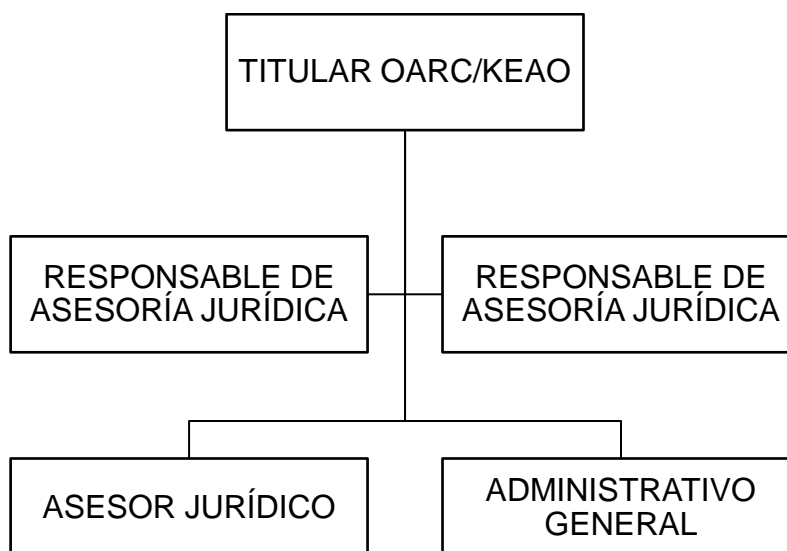 TITULAR OARC/KEAO
RESPONSABLE DE
ASESORÍA JURÍDICA
RESPONSABLE DE
ASESORÍA JURÍDICA
ASESOR JURÍDICO
ADMINISTRATIVO
GENERAL